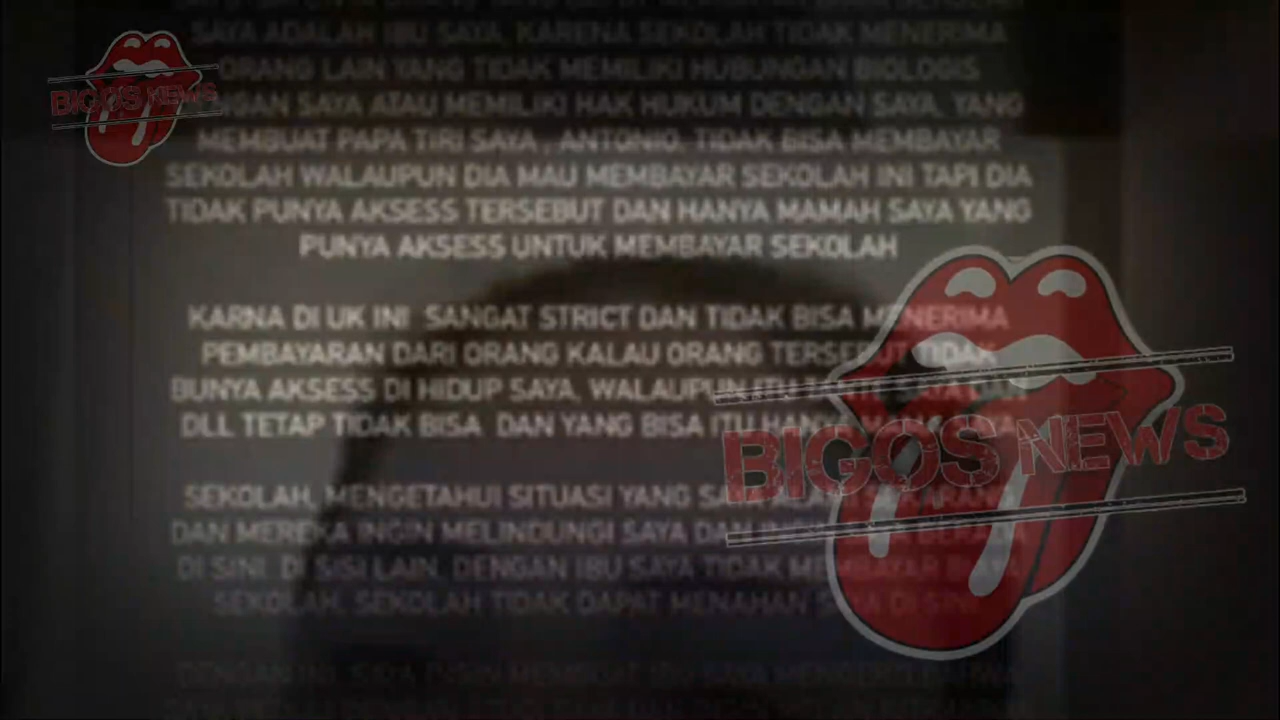 SAYA ADALAH IBU SAYA. KARENA SEKOLAH TIDAK MENERIMA
ORANG LAIN YANG TIDAK MEMILIKI HUBUNGAN BIOLOGIS
DENGAN SAYA ATAU MEMILIKI HAK HUKUM DENGAN SAYA. YANG
MEMBUAT PAPA TIRI SAYA , ANTONIO. TIDAK BISA MEMBAYAR
SEKOLAH WALAUPUN DIA MAU MEMBAYAR SEKOLAH INI TAPI DIA
TIDAK PUNYA AKSESS TERSEBUT DAN HANYA MAMAH SAYA YANG
PUNYA AKSESS UNTUK MEMBAYAR SEKOLAH
KARNA DI UK INI SANGAT STRICT DAN TIDAK BISA MENERIMA
PEMBAYARAN DARI ORANG KALAU ORANG TERSEBUT TIDAK
BUNYA AKSESS DI HIDUP SAYA, WALAUPUN ITU
DLL TETAP TIDAK BISA DAN YANG BISA ITU HANYA
SEKOLAH, MENGETAHUI SITUASI YANG SAYA ALAMI SEKARANG
DAN MEREKA INGIN MELINDUNGI SAYA DAN
DI SINI. DI SISI LAIN, DENGAN IBU SAYA TIDAK MEMBAYAR
SEKOLAH, SEKOLAH TIDAK DAPAT MENAHAN SAYA DI SINI
BIGOS NEWS
BIGOS NEWS